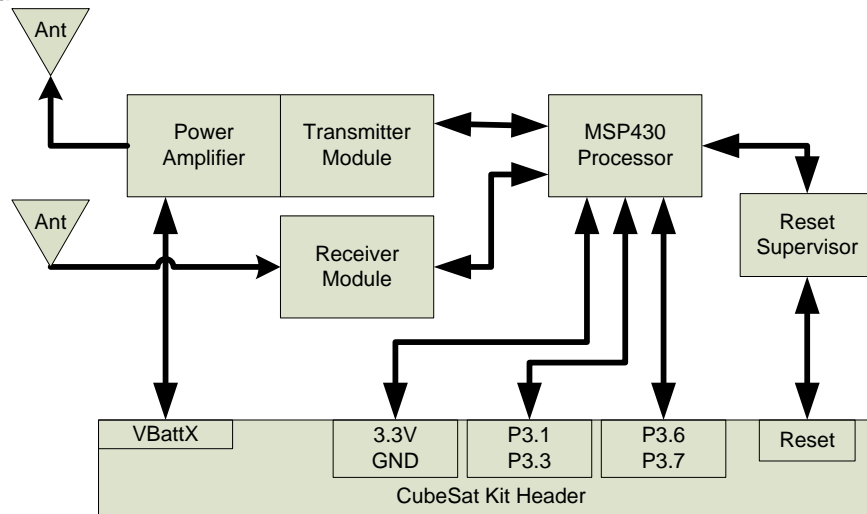 Ant
Power
Amplifier
Transmitter
Module
MSP430
Processor
Ant
Receiver
Module
Reset
Supervisor
VBattX
3.3V
GND
P3.1
P3.3
P3.6
P3.7
Reset
CubeSat Kit Header